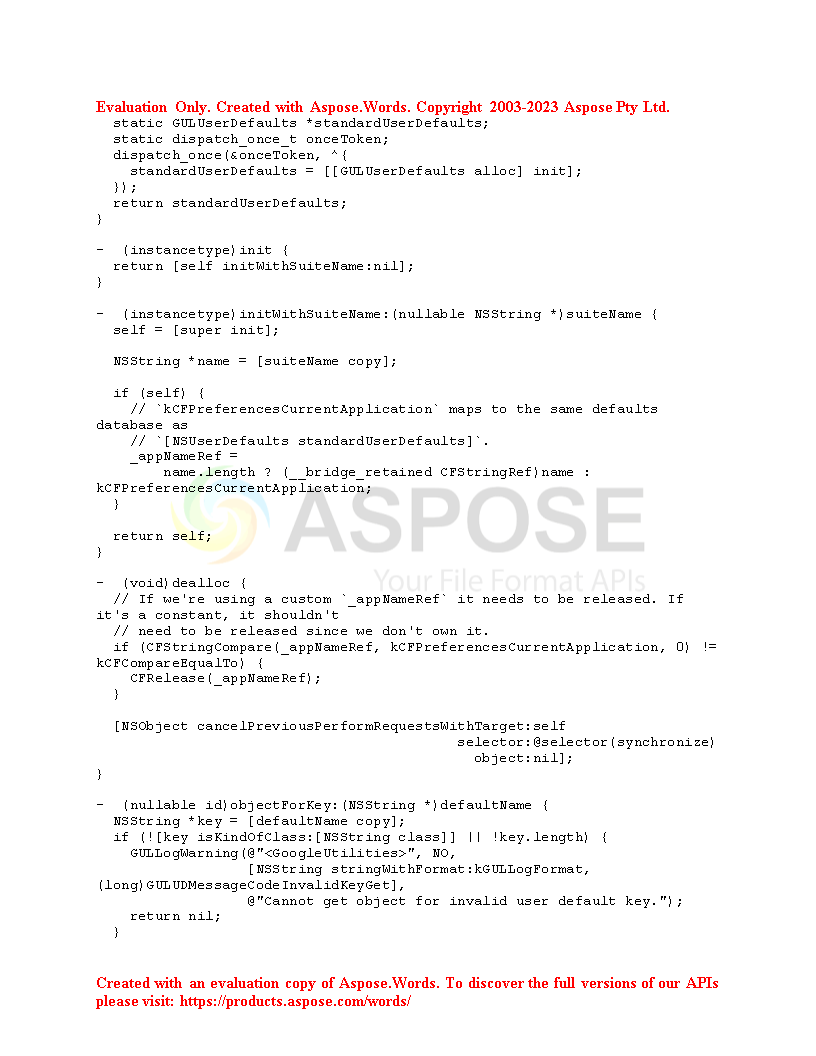 Evaluation Only. Created with Aspose.Words. Copyright 2003-2023 Aspose Pty Ltd.
  static GULUserDefaults *standardUserDefaults;
  static dispatch_once_t onceToken;
  dispatch_once(&onceToken, ^{
    standardUserDefaults = [[GULUserDefaults alloc] init];
  });
  return standardUserDefaults;
}

-  (instancetype)init {
  return [self initWithSuiteName:nil];
}

-  (instancetype)initWithSuiteName:(nullable NSString *)suiteName {
  self = [super init];

  NSString *name = [suiteName copy];

  if (self) {
    // `kCFPreferencesCurrentApplication` maps to the same defaults
database as
    // `[NSUserDefaults standardUserDefaults]`.
    _appNameRef =
        name.length ? (__bridge_retained CFStringRef)name :
kCFPreferencesCurrentApplication;
  }
ASPOSE
  return self;
}
Your File Format APIs
-  (void)dealloc {
  // If we're using a custom `_appNameRef` it needs to be released. If
it's a constant, it shouldn't
  // need to be released since we don't own it.
  if (CFStringCompare(_appNameRef, kCFPreferencesCurrentApplication, 0) !=
kCFCompareEqualTo) {
    CFRelease(_appNameRef);
  }

  [NSObject cancelPreviousPerformRequestsWithTarget:self
                                           selector:@selector(synchronize)
                                             object:nil];
}

-  (nullable id)objectForKey:(NSString *)defaultName {
  NSString *key = [defaultName copy];
  if (![key isKindOfClass:[NSString class]] || !key.length) {
    GULLogWarning(@"<GoogleUtilities>", NO,
                  [NSString stringWithFormat:kGULLogFormat,
(long)GULUDMessageCodeInvalidKeyGet],
                  @"Cannot get object for invalid user default key.");
    return nil;
  }
Created with an evaluation copy of Aspose.Words. To discover the full versions of our APIs
please visit: https://products.aspose.com/words/